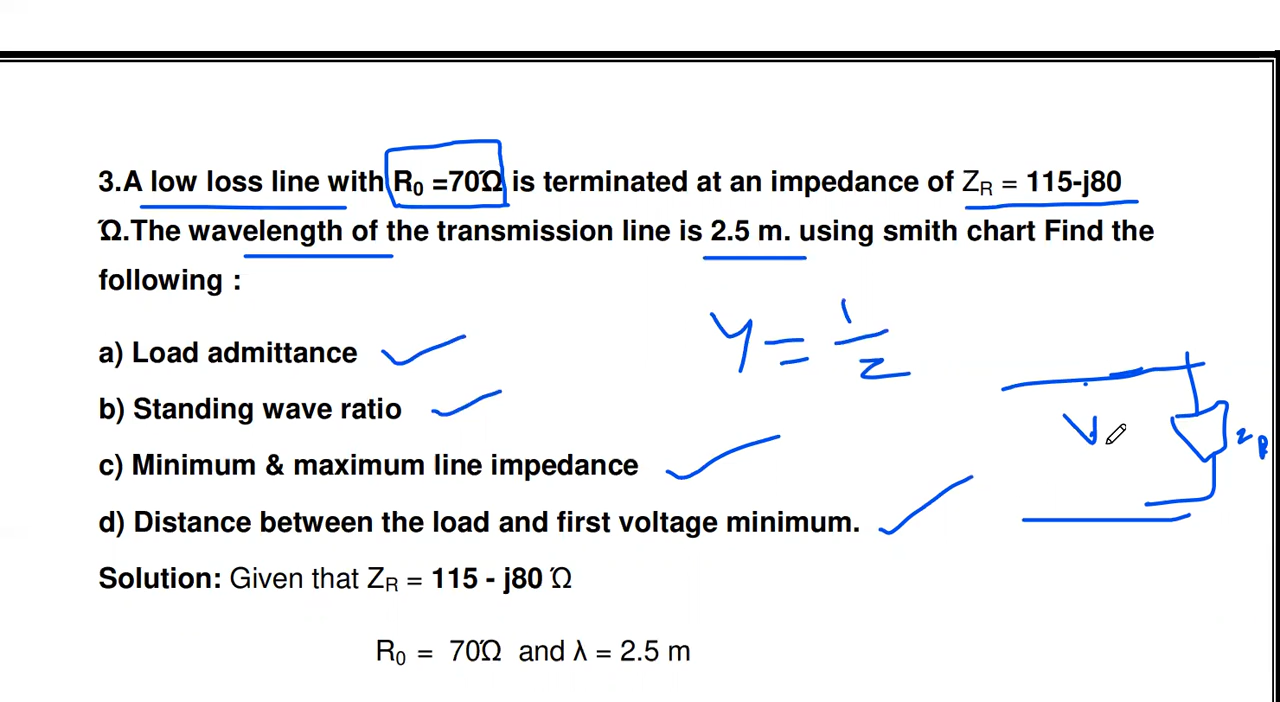 3.A low loss line with R₀ =70Ώ is terminated at an impedance of Z_R = 115-j80
Ώ.The wavelength of the transmission line is 2.5 m. using smith chart Find the
following :
y = 1/z
a) Load admittance
b) Standing wave ratio
V
Z_R
c) Minimum & maximum line impedance
d) Distance between the load and first voltage minimum.
Solution: Given that Z_R = 115 - j80 Ώ
R₀ = 70Ώ and λ = 2.5 m